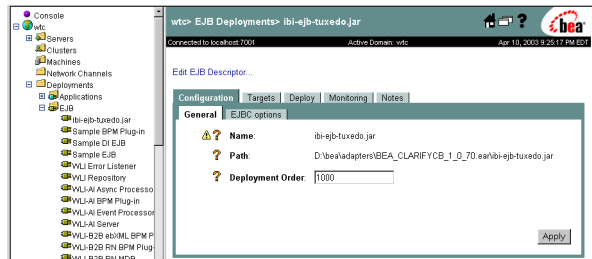 Console
wtc
Servers
Clusters
Machines
Network Channels
Deployments
Applications
EJB
ibi-ejb-tuxedo.jar
Sample BPM Plug-in
Sample DI EJB
Sample EJB
WLI Error Listener
WLI Repository
WLI-AI Async Processo
WLI-AI BPM Plug-in
WLI-AI Event Processor
WLI-AI Server
WLI-B2B ebXML BPM P
WLI-B2B RN BPM Plug-
WLI-B2B RN MDB
wtc> EJB Deployments> ibi-ejb-tuxedo.jar
? bea
Connected to localhost:7001 Active Domain: wtc Apr 10, 2003 9:25:17 PM EDT
Edit EJB Descriptor...
Configuration Targets Deploy Monitoring Notes
General EJBC options
? Name: ibi-ejb-tuxedo.jar
? Path: D:\bea\adapters\BEA_CLARIFYCB_1_0_70.ear\ibi-ejb-tuxedo.jar
? Deployment Order: 1000
Apply